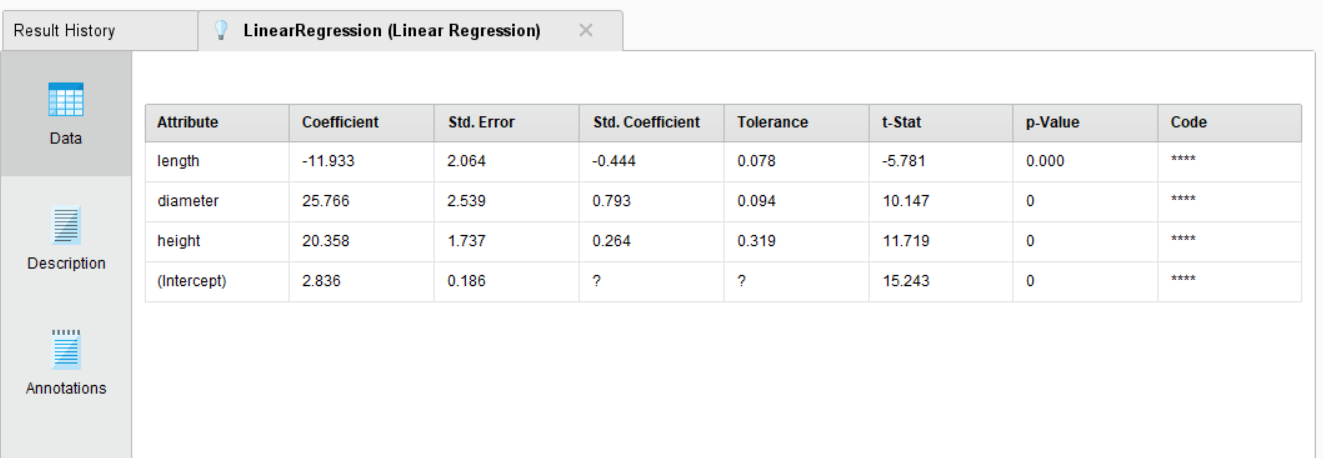 Result History
LinearRegression (Linear Regression)
Data
Description
Annotations
Attribute Coefficient Std. Error Std. Coefficient Tolerance t-Stat p-Value Code
length -11.933 2.064 -0.444 0.078 -5.781 0.000 ****
diameter 25.766 2.539 0.793 0.094 10.147 0 ****
height 20.358 1.737 0.264 0.319 11.719 0 ****
(Intercept) 2.836 0.186 ? ? 15.243 0 ****